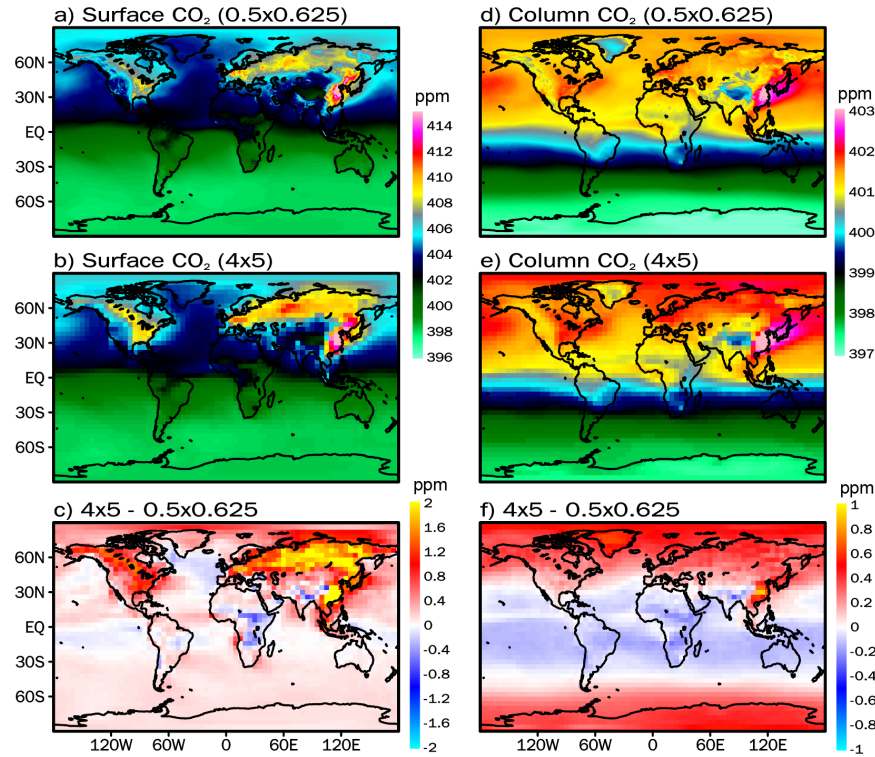 a) Surface CO₂ (0.5x0.625)
60N
30N
EQ
30S
60S
ppm
414
412
410
408
406
404
402
400
398
396
d) Column CO₂ (0.5x0.625)
ppm
403
402
401
400
399
398
397
b) Surface CO₂ (4x5)
60N
30N
EQ
30S
60S
e) Column CO₂ (4x5)
c) 4x5 - 0.5x0.625
60N
30N
EQ
30S
60S
120W 60W 0 60E 120E
ppm
2
1.6
1.2
0.8
0.4
0
-0.4
-0.8
-1.2
-1.6
-2
f) 4x5 - 0.5x0.625
120W 60W 0 60E 120E
ppm
1
0.8
0.6
0.4
0.2
0
-0.2
-0.4
-0.6
-0.8
-1